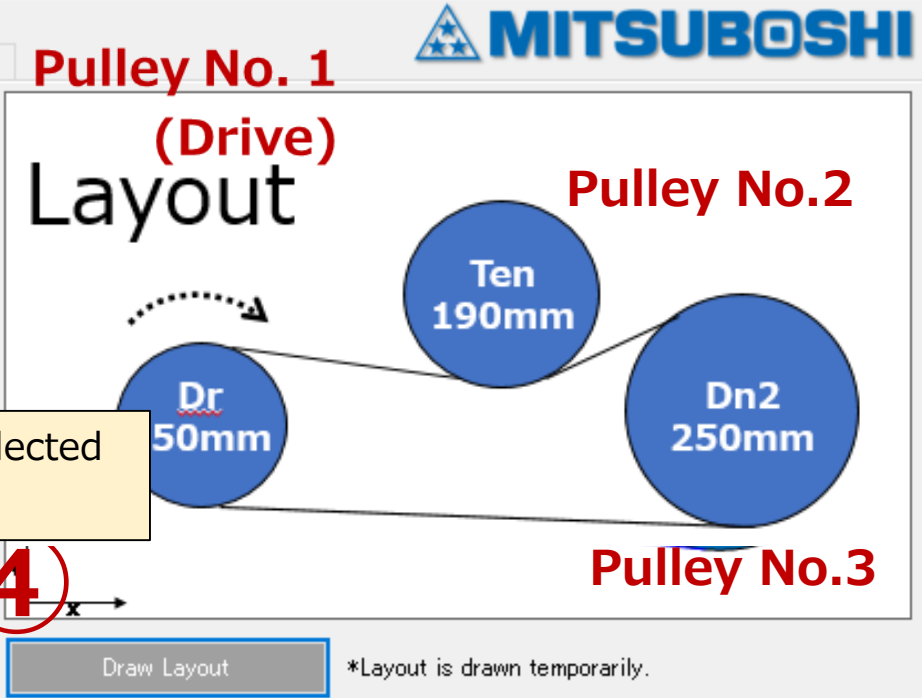 MITSUBOSHI
Pulley No. 1
(Drive)
Layout
Pulley No.2
Ten
190mm
Dr
50mm
Dn2
250mm
lected
Pulley No.3
4
x
Draw Layout
*Layout is drawn temporarily.